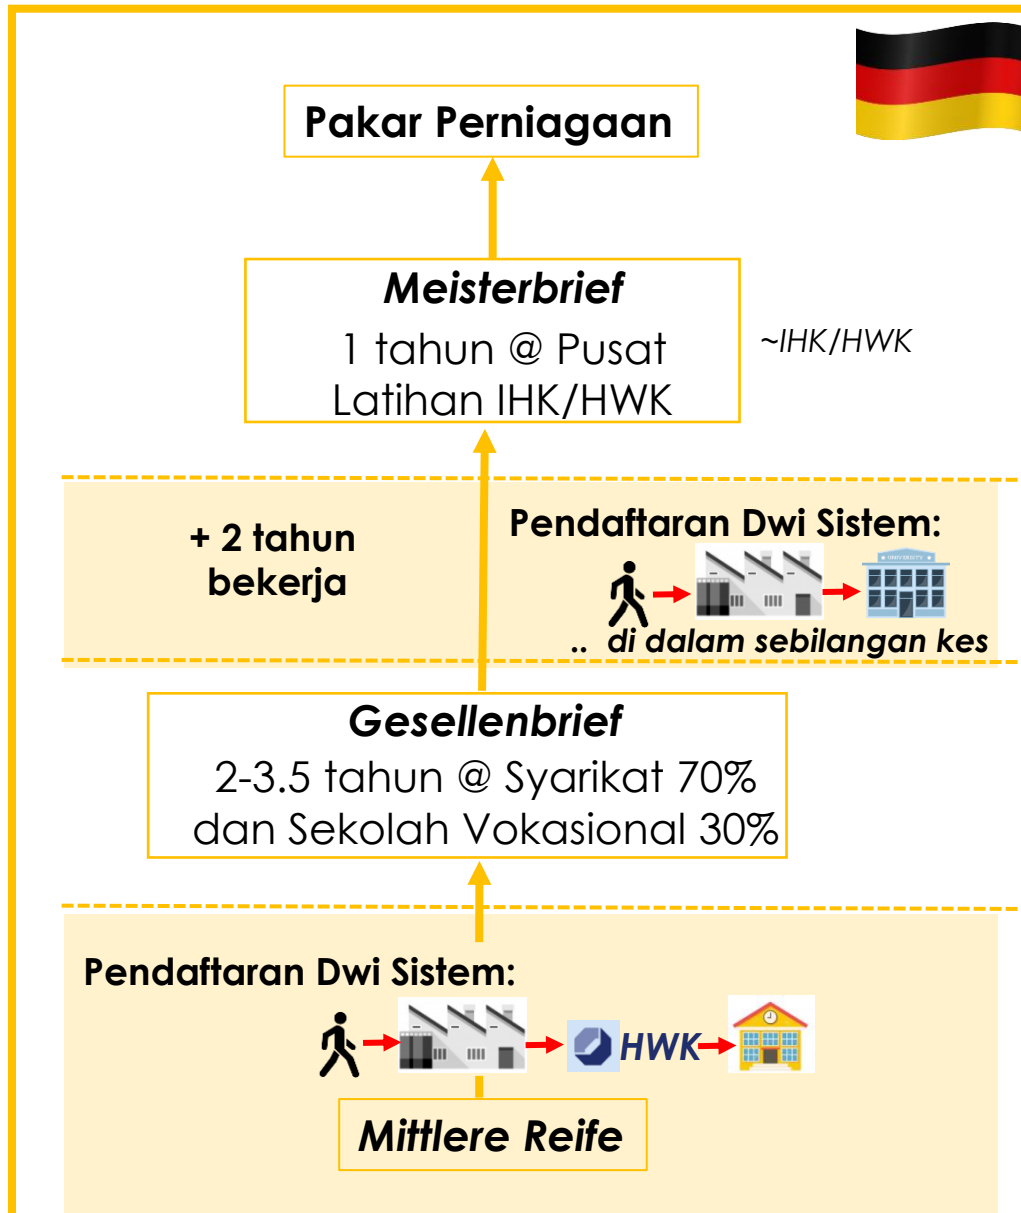 Pakar Perniagaan
Meisterbrief
1 tahun @ Pusat
Latihan IHK/HWK
~IHK/HWK
+ 2 tahun
bekerja
Pendaftaran Dwi Sistem:
UNIVERSITY
.. di dalam sebilangan kes
Gesellenbrief
2-3.5 tahun @ Syarikat 70%
dan Sekolah Vokasional 30%
Pendaftaran Dwi Sistem:
HWK
Mittlere Reife